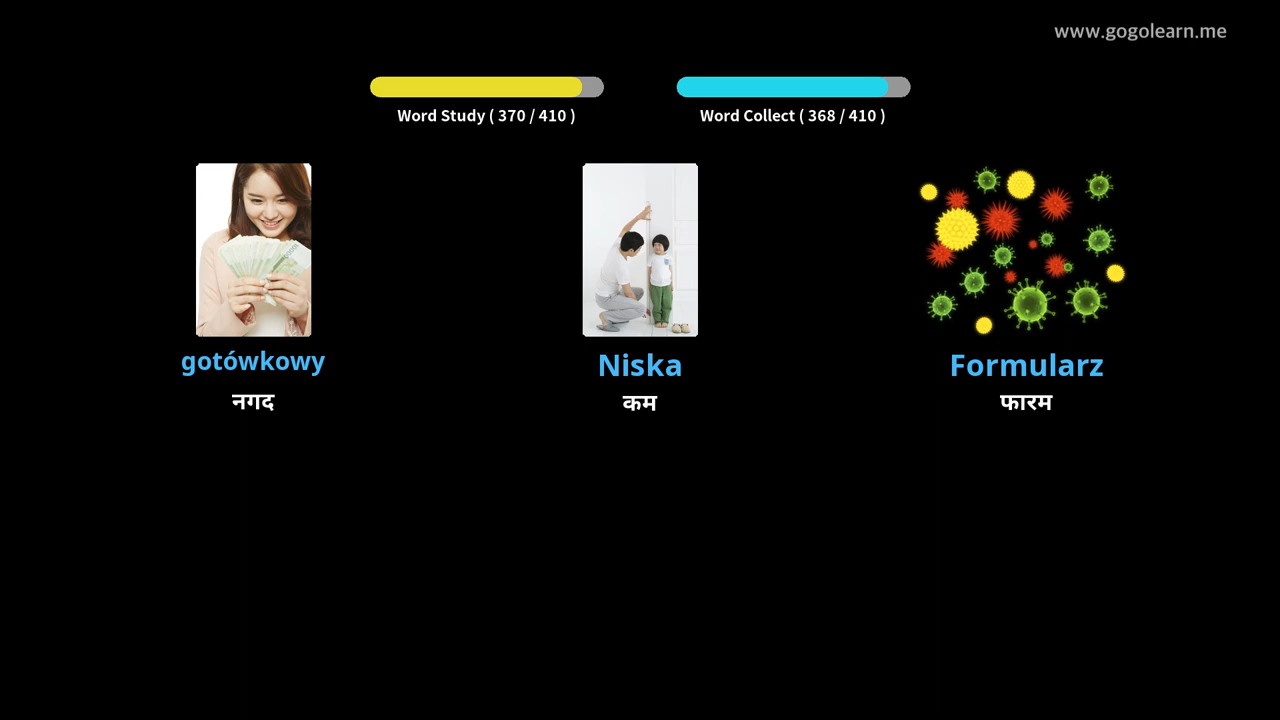 www.gogolearn.me
Word Study ( 370 / 410 )
Word Collect ( 368 / 410 )
gotówkowy
नगद
Niska
कम
Formularz
फारम